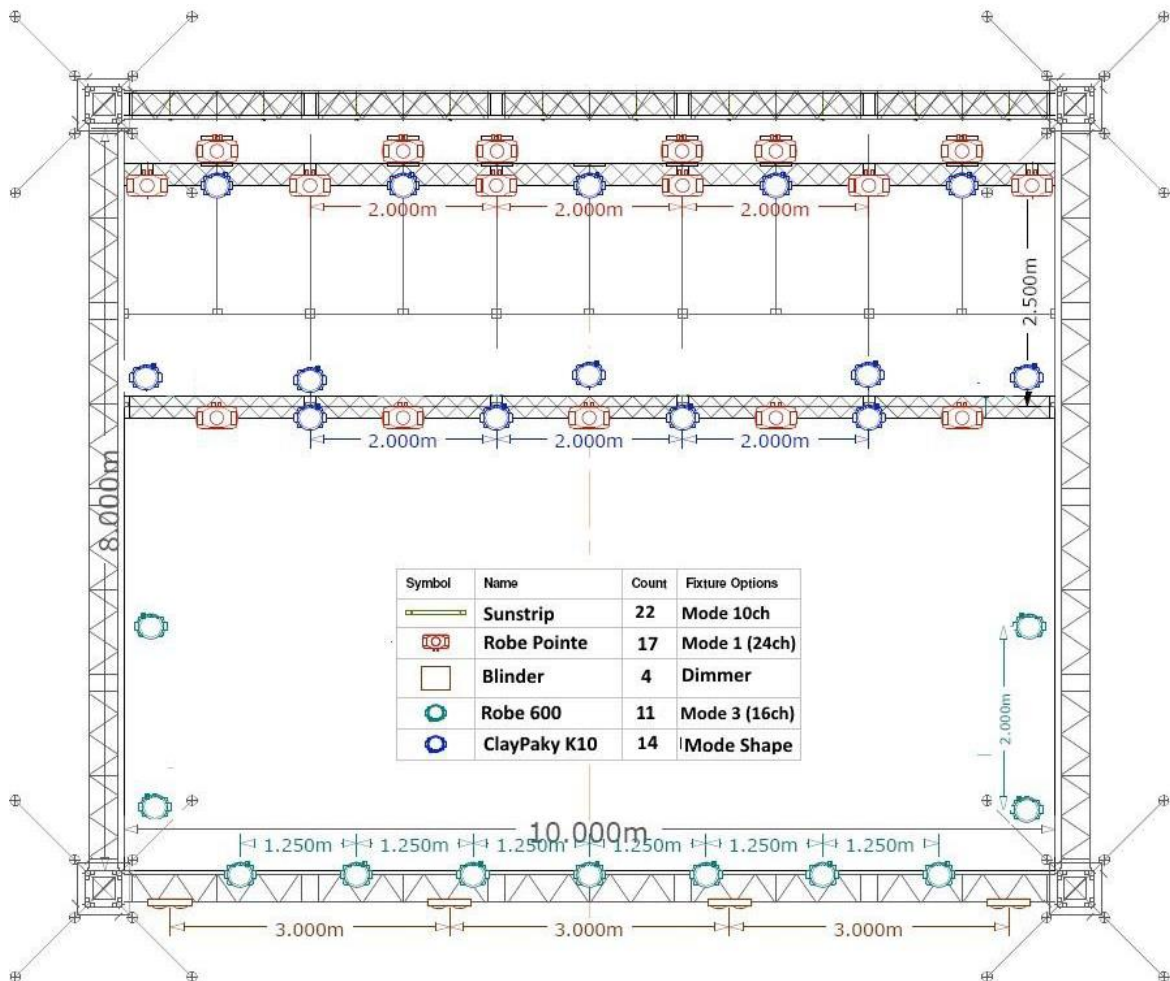 2.000m 2.000m 2.000m
2.500m
2.000m 2.000m 2.000m
8.000m
Symbol Name Count Fixture Options
Sunstrip 22 Mode 10ch
Robe Pointe 17 Mode 1 (24ch)
Blinder 4 Dimmer
Robe 600 11 Mode 3 (16ch)
ClayPaky K10 14 Mode Shape
2.000m
10.000m
1.250m 1.250m 1.250m 1.250m 1.250m 1.250m
3.000m 3.000m 3.000m